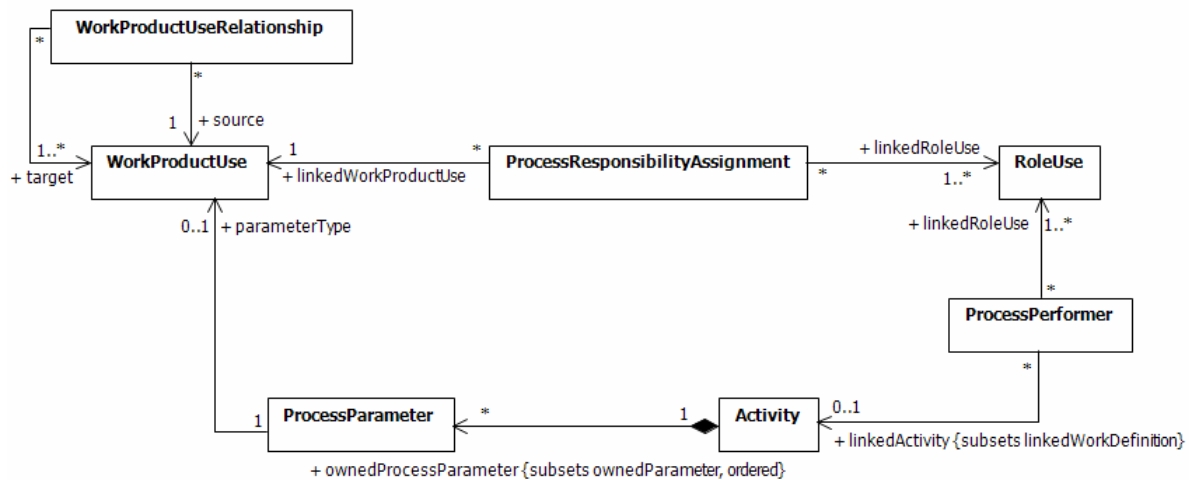 WorkProductUseRelationship
*
*
1
+ source
1..*
+ target
WorkProductUse
1
+ linkedWorkProductUse
*
ProcessResponsibilityAssignment
+ linkedRoleUse
*
1..*
RoleUse
0..1
+ parameterType
+ linkedRoleUse
1..*
*
ProcessPerformer
*
1
ProcessParameter
*
1
Activity
0..1
+ linkedActivity {subsets linkedWorkDefinition}
+ ownedProcessParameter {subsets ownedParameter, ordered}